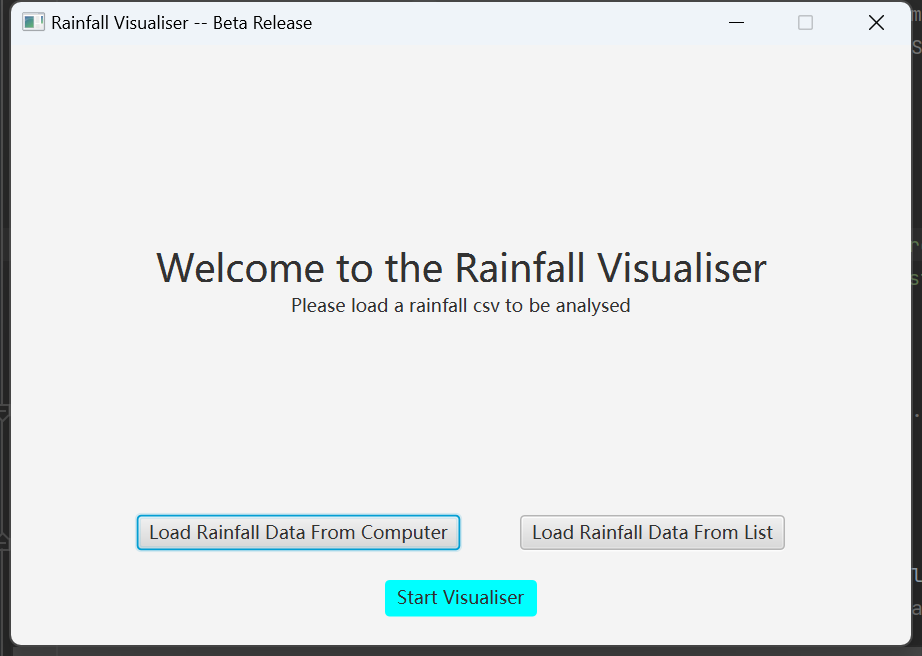 Rainfall Visualiser -- Beta Release
Welcome to the Rainfall Visualiser
Please load a rainfall csv to be analysed
Load Rainfall Data From Computer
Load Rainfall Data From List
Start Visualiser